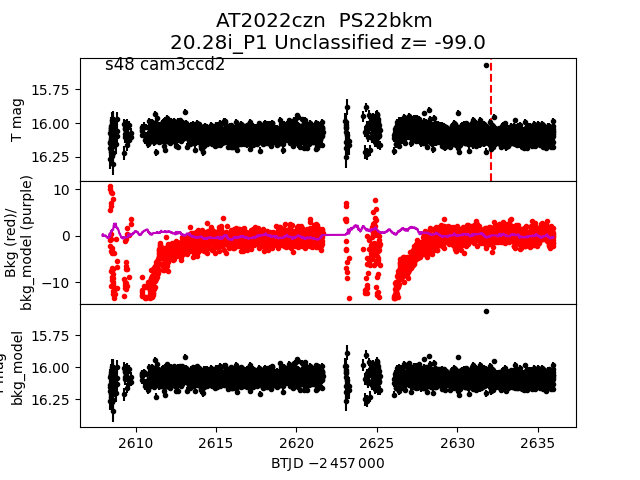 AT2022czn PS22bkm
20.28i_P1 Unclassified z= -99.0
s48 cam3ccd2
15.75
16.00
16.25
T mag
10
0
−10
Bkg (red)/
bkg_model (purple)
15.75
16.00
16.25
bkg_model
2610
2615
2620
2625
2630
2635
BTJD −2 457 000